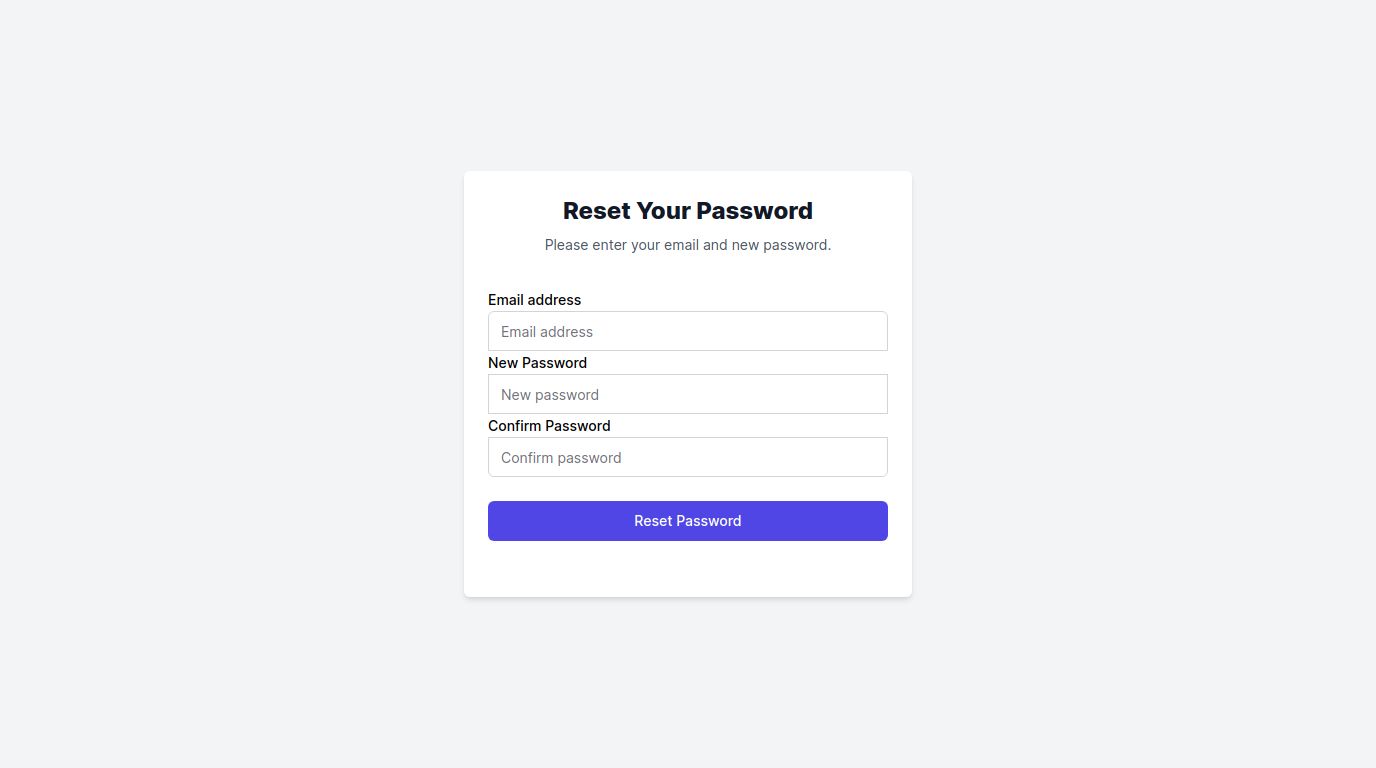 Reset Your Password
Please enter your email and new password.
Email address
Email address
New Password
New password
Confirm Password
Confirm password
Reset Password